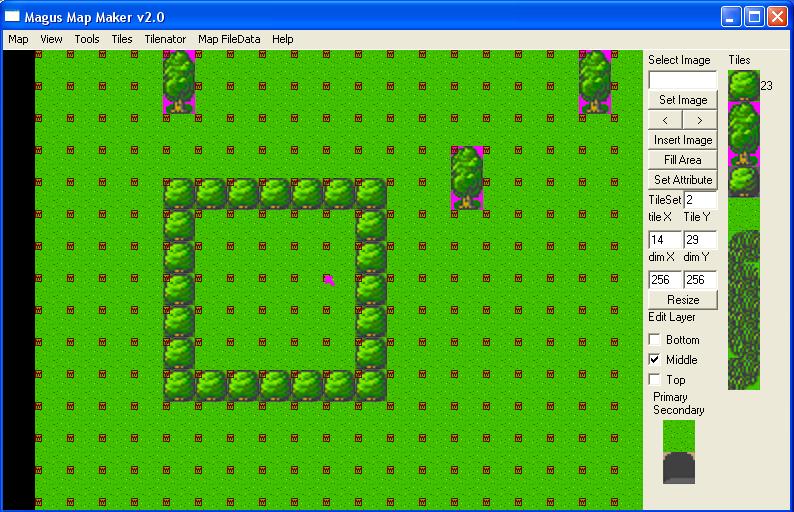 Magus Map Maker v2.0
Map View Tools Tiles Tilenator Map FileData Help
Select Image Tiles
23
Set Image
< >
Insert Image
Fill Area
Set Attribute
TileSet 2
tile X Tile Y
14 29
dim X dim Y
256 256
Resize
Edit Layer
Bottom
Middle
Top
Primary
Secondary